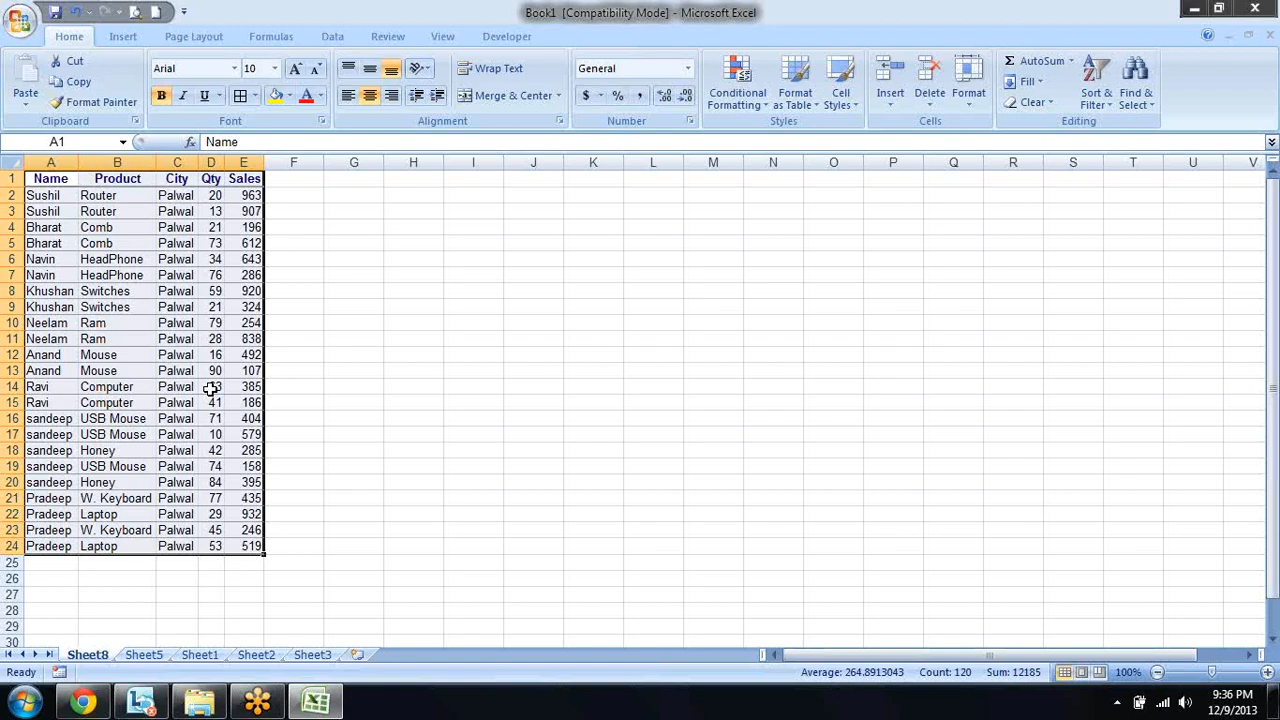 Book1 [Compatibility Mode] - Microsoft Excel
Home Insert Page Layout Formulas Data Review View Developer
Paste
Cut
Copy
Format Painter
Clipboard
Arial 10
B I U
Font
Wrap Text
Merge & Center
Alignment
General
$ % ,
Number
Conditional Formatting
Format as Table
Cell Styles
Styles
Insert Delete Format
Cells
AutoSum
Fill
Clear
Sort & Filter
Find & Select
Editing
A1 fx Name
A B C D E F G H I J K L M N O P Q R S T U V
1 Name Product City Qty Sales
2 Sushil Router Palwal 20 963
3 Sushil Router Palwal 13 907
4 Bharat Comb Palwal 21 196
5 Bharat Comb Palwal 73 612
6 Navin HeadPhone Palwal 34 643
7 Navin HeadPhone Palwal 76 286
8 Khushan Switches Palwal 59 920
9 Khushan Switches Palwal 21 324
10 Neelam Ram Palwal 79 254
11 Neelam Ram Palwal 28 838
12 Anand Mouse Palwal 16 492
13 Anand Mouse Palwal 90 107
14 Ravi Computer Palwal 385
15 Ravi Computer Palwal 41 186
16 sandeep USB Mouse Palwal 71 404
17 sandeep USB Mouse Palwal 10 579
18 sandeep Honey Palwal 42 285
19 sandeep USB Mouse Palwal 74 158
20 sandeep Honey Palwal 84 395
21 Pradeep W. Keyboard Palwal 77 435
22 Pradeep Laptop Palwal 29 932
23 Pradeep W. Keyboard Palwal 45 246
24 Pradeep Laptop Palwal 53 519
25
26
27
28
29
30
Sheet8 Sheet5 Sheet1 Sheet2 Sheet3
Ready Average: 264.8913043 Count: 120 Sum: 12185 100%
9:36 PM
12/9/2013